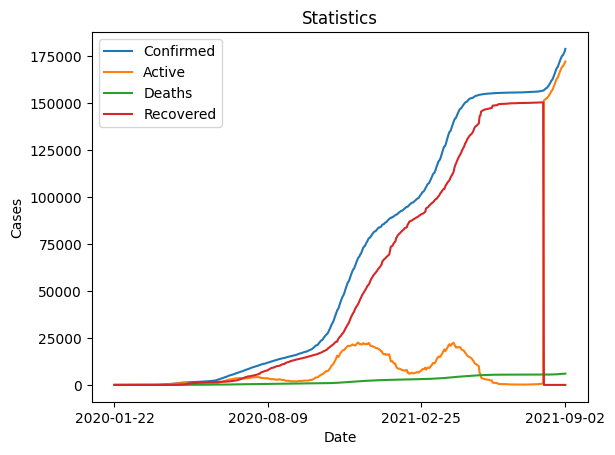 Statistics
Confirmed
Active
Deaths
Recovered
175000
150000
125000
100000
75000
50000
25000
0
Cases
2020-01-22
2020-08-09
2021-02-25
2021-09-02
Date